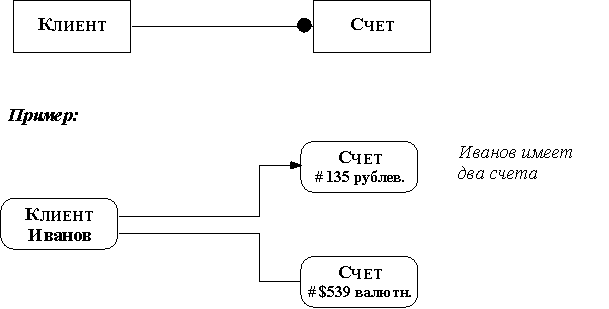 КЛИЕНТ
СЧЕТ
Пример:
СЧЕТ
#135 рублев.
Иванов имеет
два счета
КЛИЕНТ
Иванов
СЧЕТ
#$539 валютн.